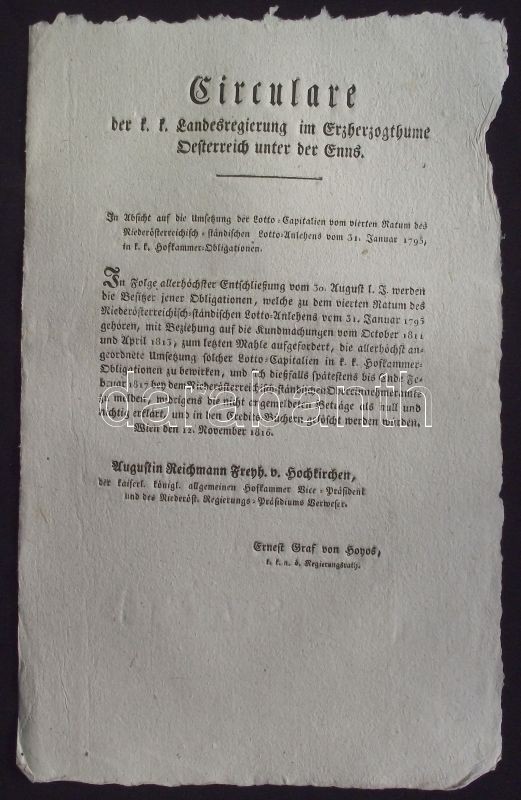 Circulare
der k. k. Landesregierung im Erzherzogthume
Oesterreich unter der Enns.
In Absicht auf die Umsetzung der Lotto-Capitalien vom vierten Ratum des
Niederösterreichisch-ständischen Lotto-Anlehens vom 31. Januar 1795,
in k. k. Hofkammer-Obligationen.
In Folge allerhöchster Entschließung vom 30. August l. J. werden
die Besitzer jener Obligationen, welche zu dem vierten Ratum des
Niederösterreichisch-ständischen Lotto-Anlehens vom 31. Januar 1795
gehören, mit Beziehung auf die Kundmachungen vom October 1811
und April 1813, zum letzten Mahle aufgefordert, die allerhöchst an-
geordnete Umsetzung solcher Lotto-Capitalien in k. k. Hofkammer-
Obligationen zu bewirken, und sich dießfalls spätestens bis Ende Fe-
bruar 1817 bey dem Niederösterreichisch-ständischen Obereinnehmeramte
zu melden, widrigens die nicht angemeldeten Beträge als null und
nichtig erklärt, und in den Credits-Büchern gelöscht werden würden.
Wien den 12. November 1816.
Augustin Reichmann Freyh. v. Hochkirchen,
der kaiserl. königl. allgemeinen Hofkammer Vice-Präsident
und des Niederöst. Regierungs-Präsidiums Verweser.
Ernest Graf von Hoyos,
k. k. n. ö. Regierungsrath.
darabanth